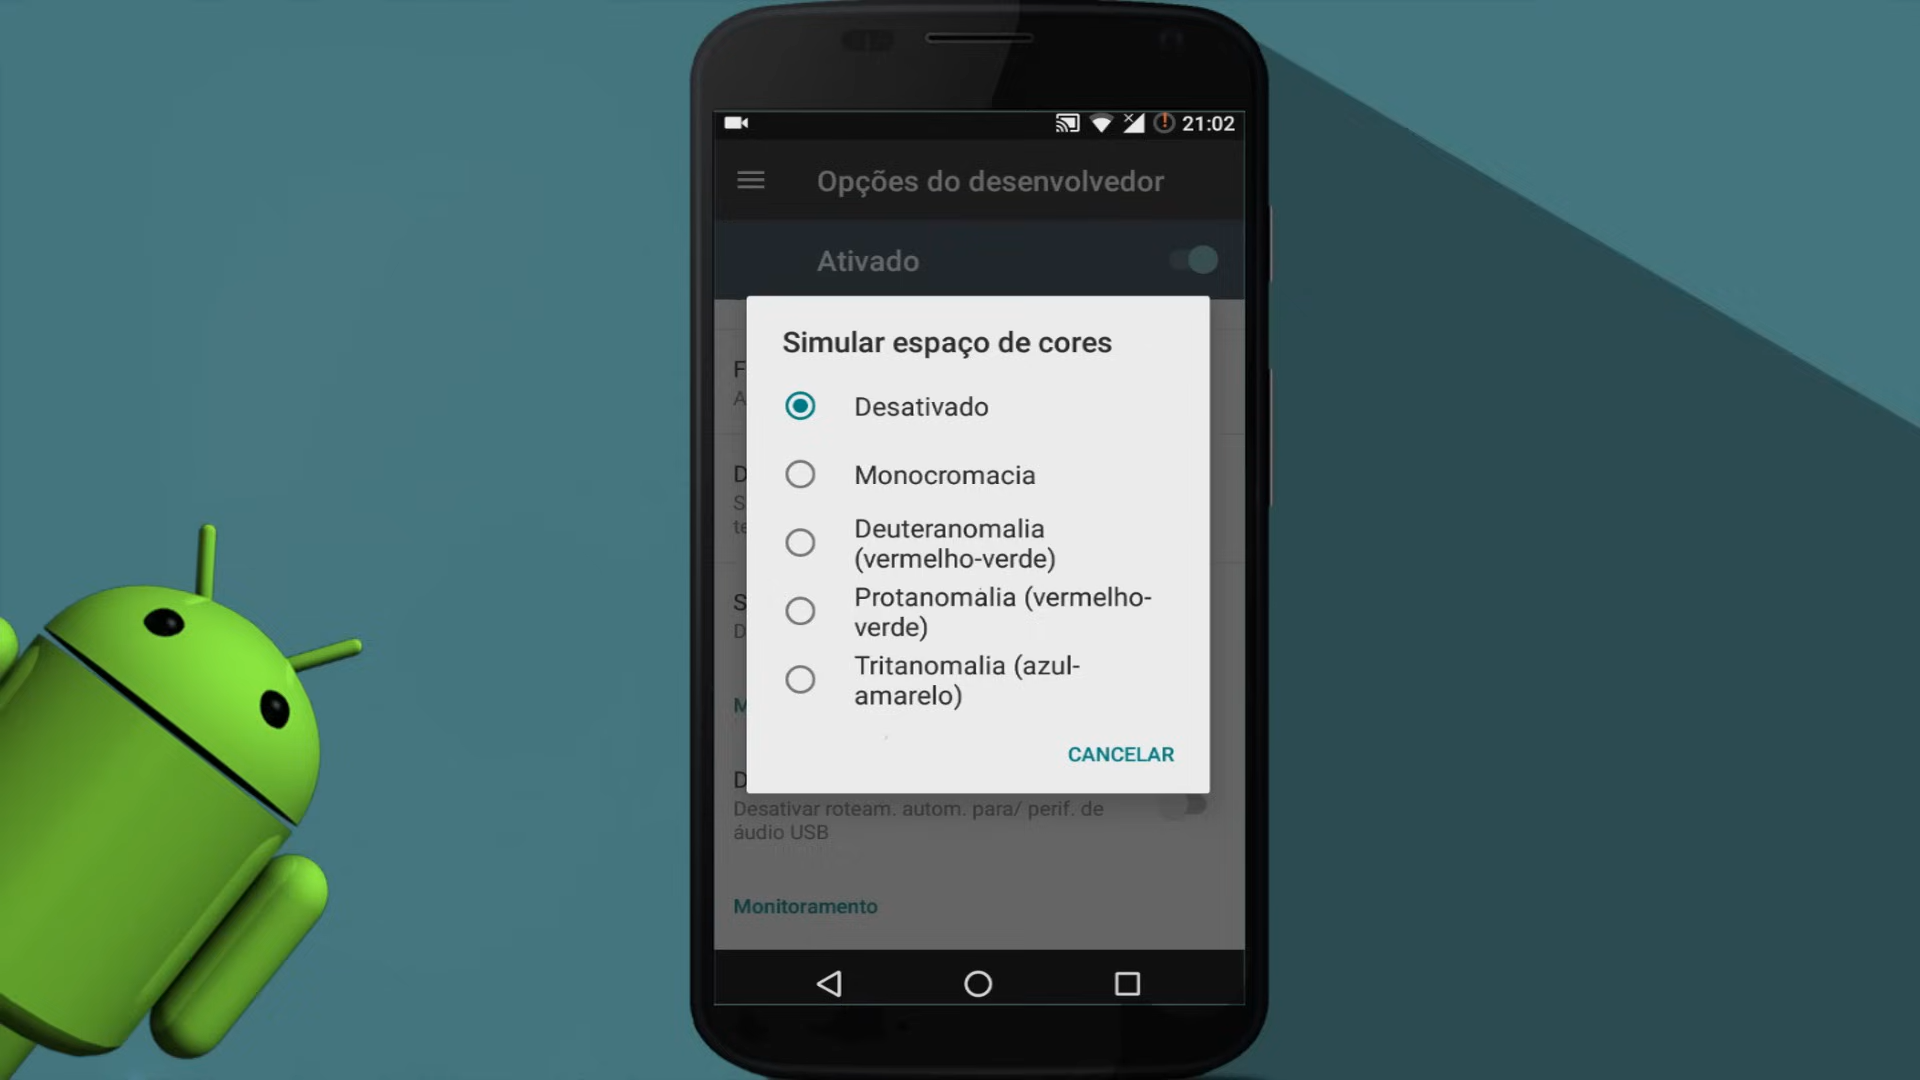 21:02
Opções do desenvolvedor
Ativado
Simular espaço de cores
Desativado
Monocromacia
Deuteranomalia
(vermelho-verde)
Protanomalia (vermelho-
verde)
Tritanomalia (azul-
amarelo)
CANCELAR
Desativar roteam. autom. para/ perif. de
áudio USB
Monitoramento